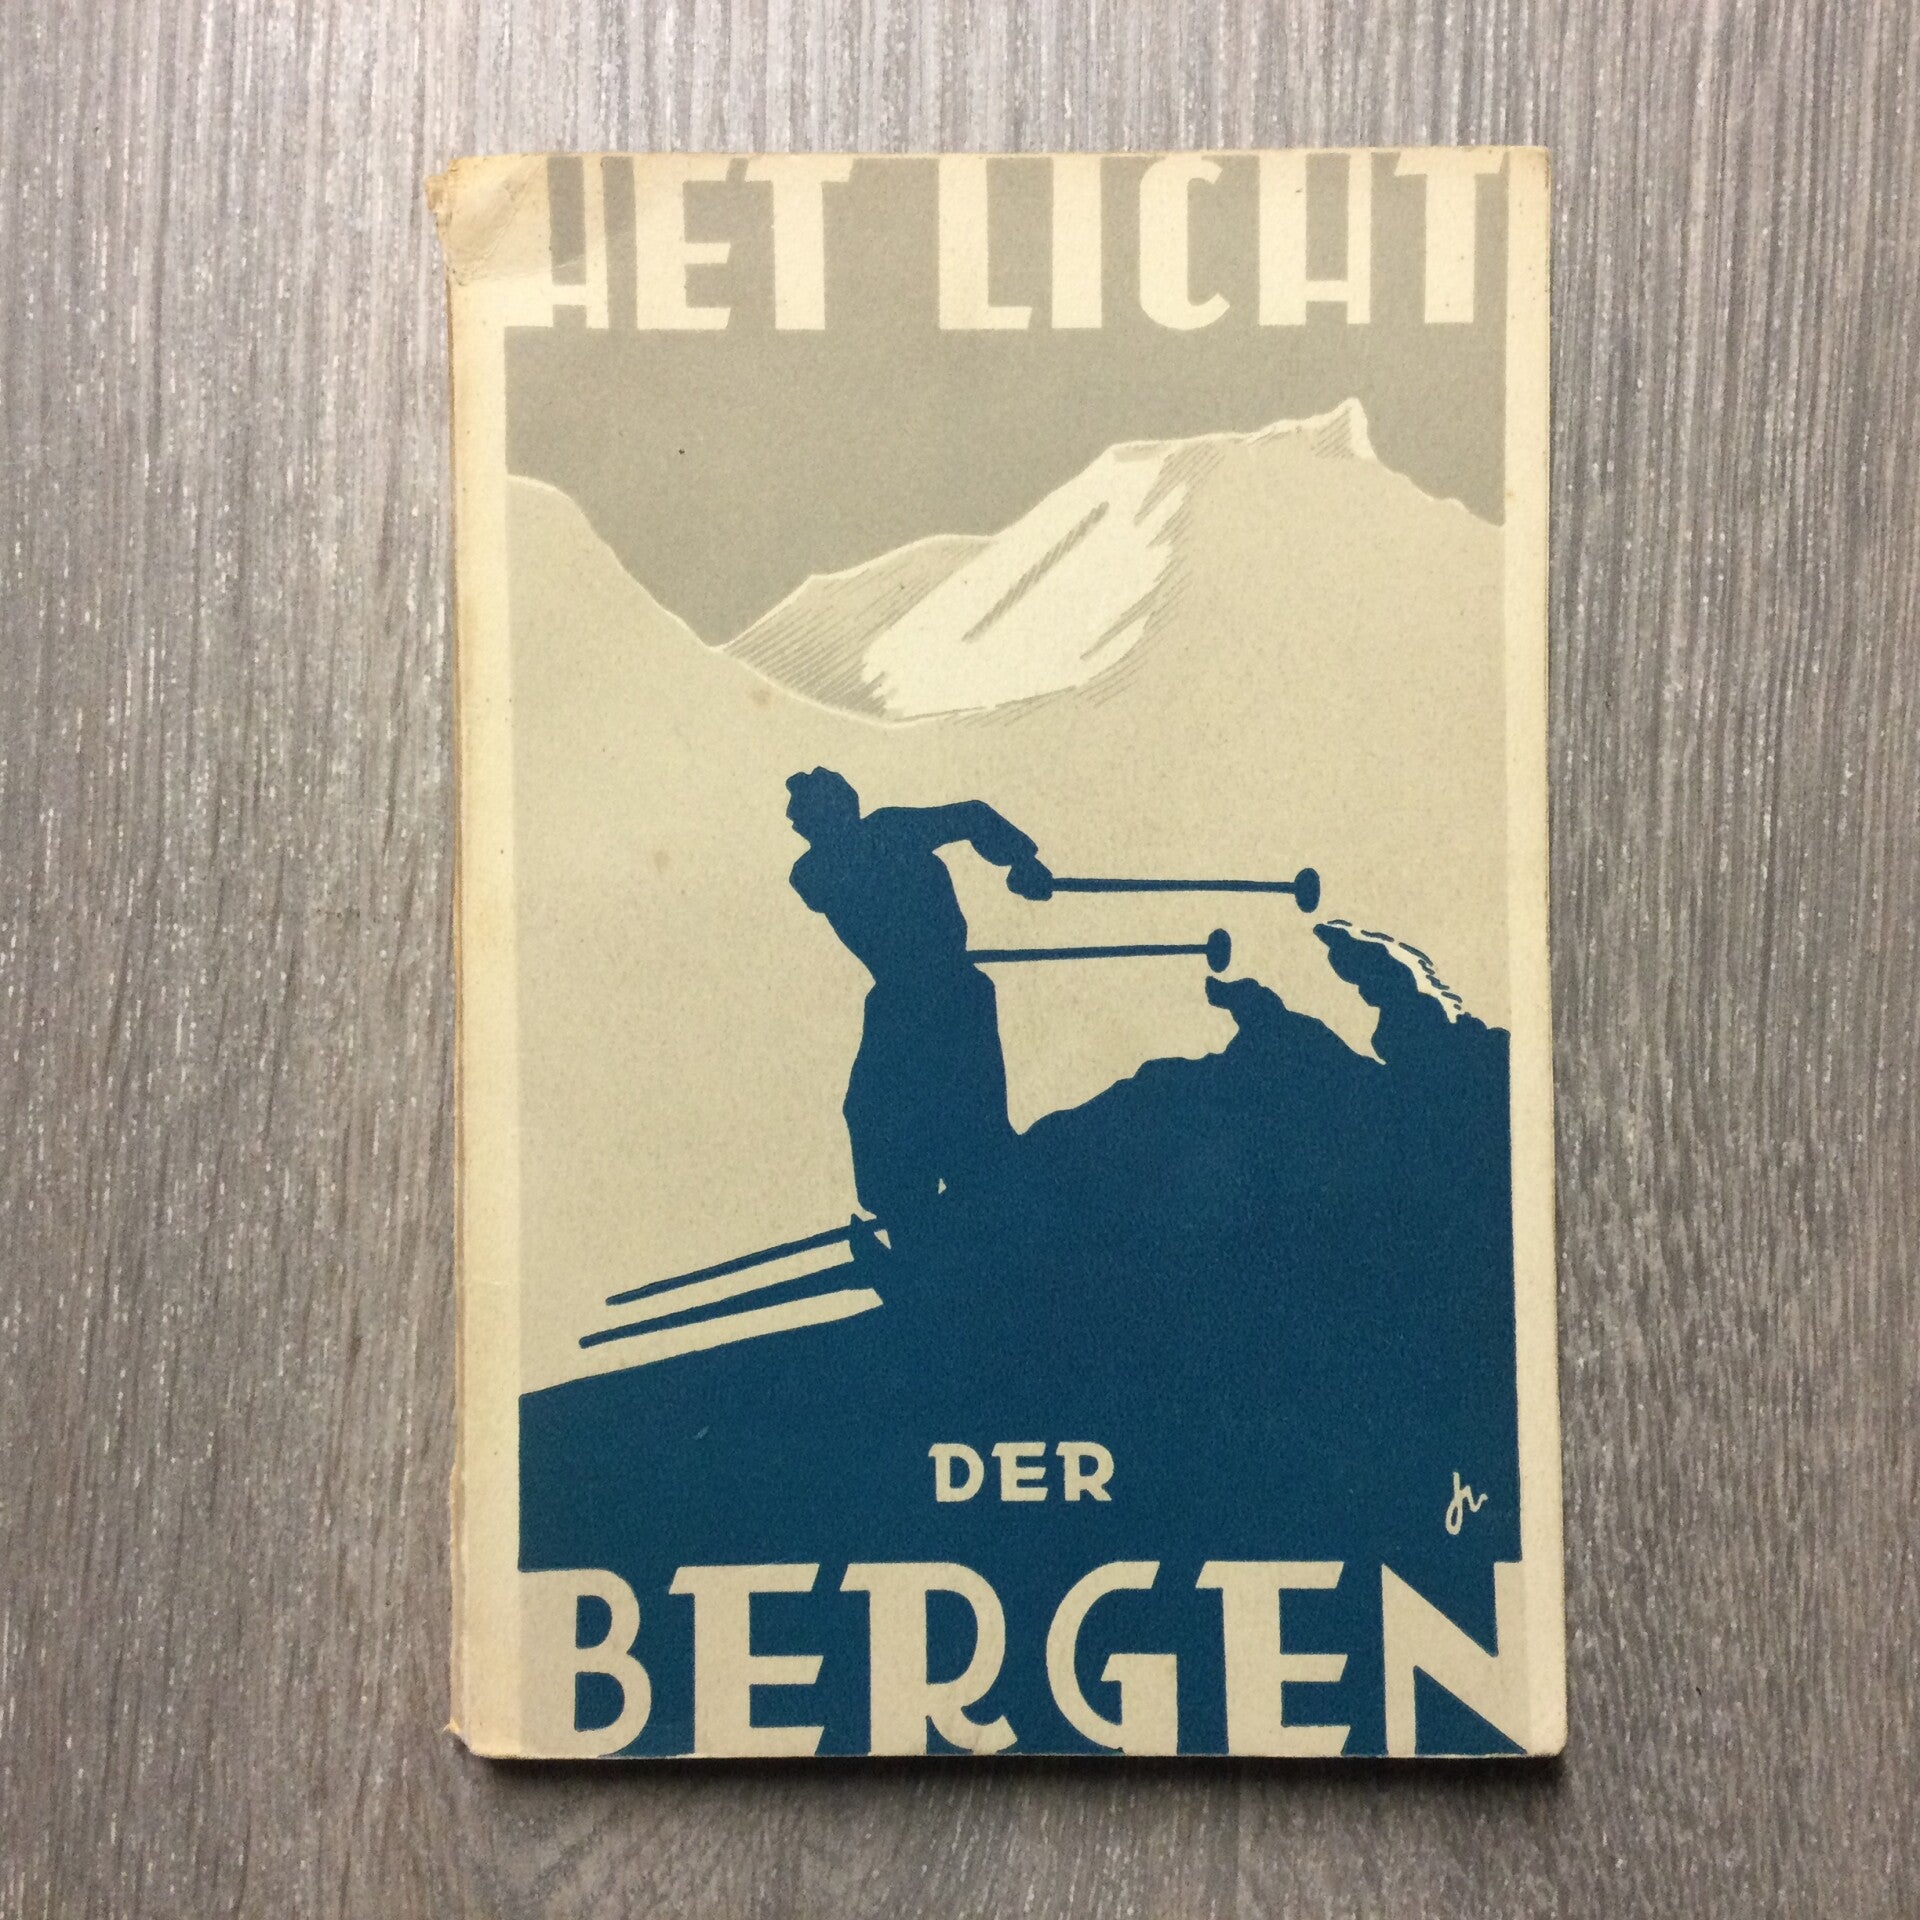 HET LICHT
DER
BERGEN